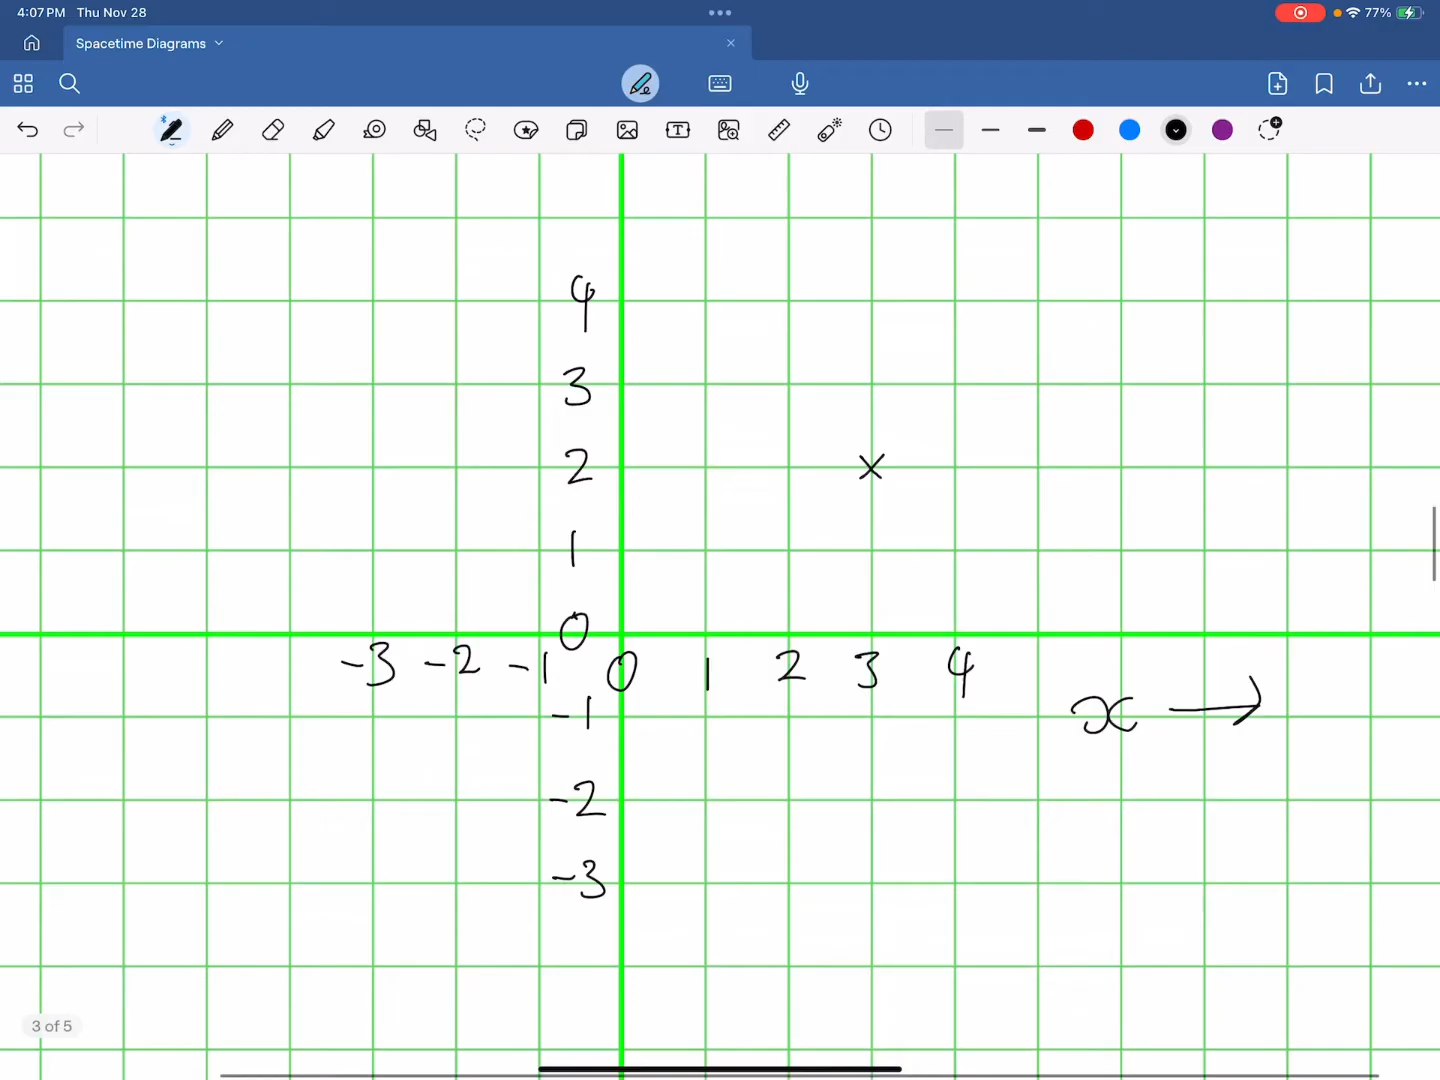 4:07 PM Thu Nov 28
77%
Spacetime Diagrams
4
3
2
×
1
0
-3 -2 -1 0 1 2 3 4
-1
x →
-2
-3
3 of 5